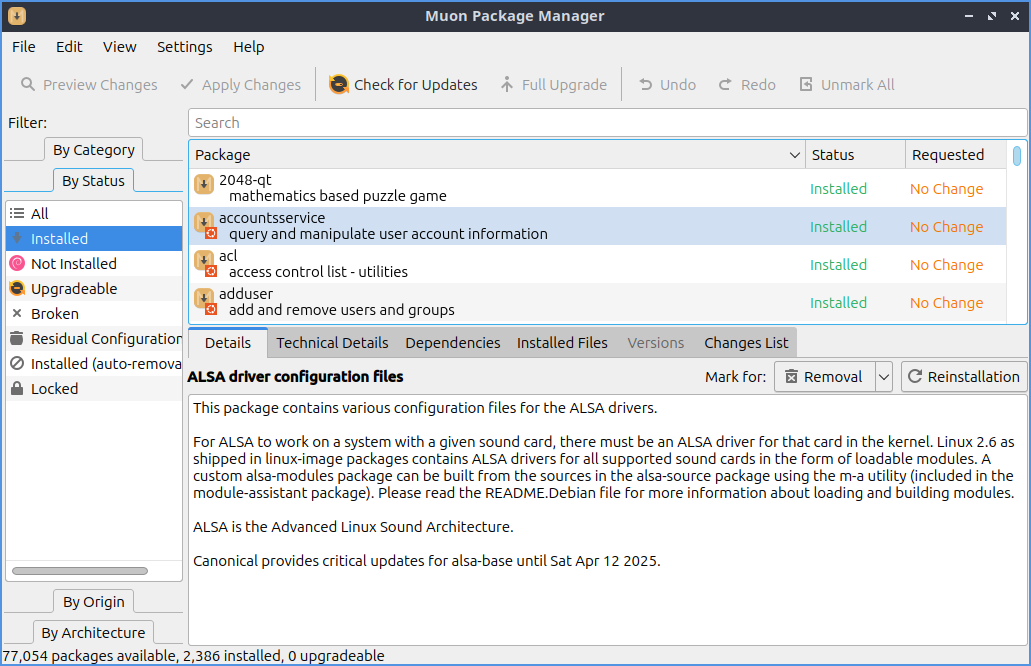 Muon Package Manager
File Edit View Settings Help
Preview Changes Apply Changes Check for Updates Full Upgrade Undo Redo Unmark All
Filter:
By Category
By Status
All
Installed
Not Installed
Upgradeable
Broken
Residual Configuration
Installed (auto-remova
Locked
By Origin
By Architecture
Search
Package Status Requested
2048-qt
mathematics based puzzle game
Installed No Change
accountsservice
query and manipulate user account information
Installed No Change
acl
access control list - utilities
Installed No Change
adduser
add and remove users and groups
Installed No Change
Details Technical Details Dependencies Installed Files Versions Changes List
ALSA driver configuration files
Mark for: Removal Reinstallation
This package contains various configuration files for the ALSA drivers.
For ALSA to work on a system with a given sound card, there must be an ALSA driver for that card in the kernel. Linux 2.6 as
shipped in linux-image packages contains ALSA drivers for all supported sound cards in the form of loadable modules. A
custom alsa-modules package can be built from the sources in the alsa-source package using the m-a utility (included in the
module-assistant package). Please read the README.Debian file for more information about loading and building modules.
ALSA is the Advanced Linux Sound Architecture.
Canonical provides critical updates for alsa-base until Sat Apr 12 2025.
77,054 packages available, 2,386 installed, 0 upgradeable